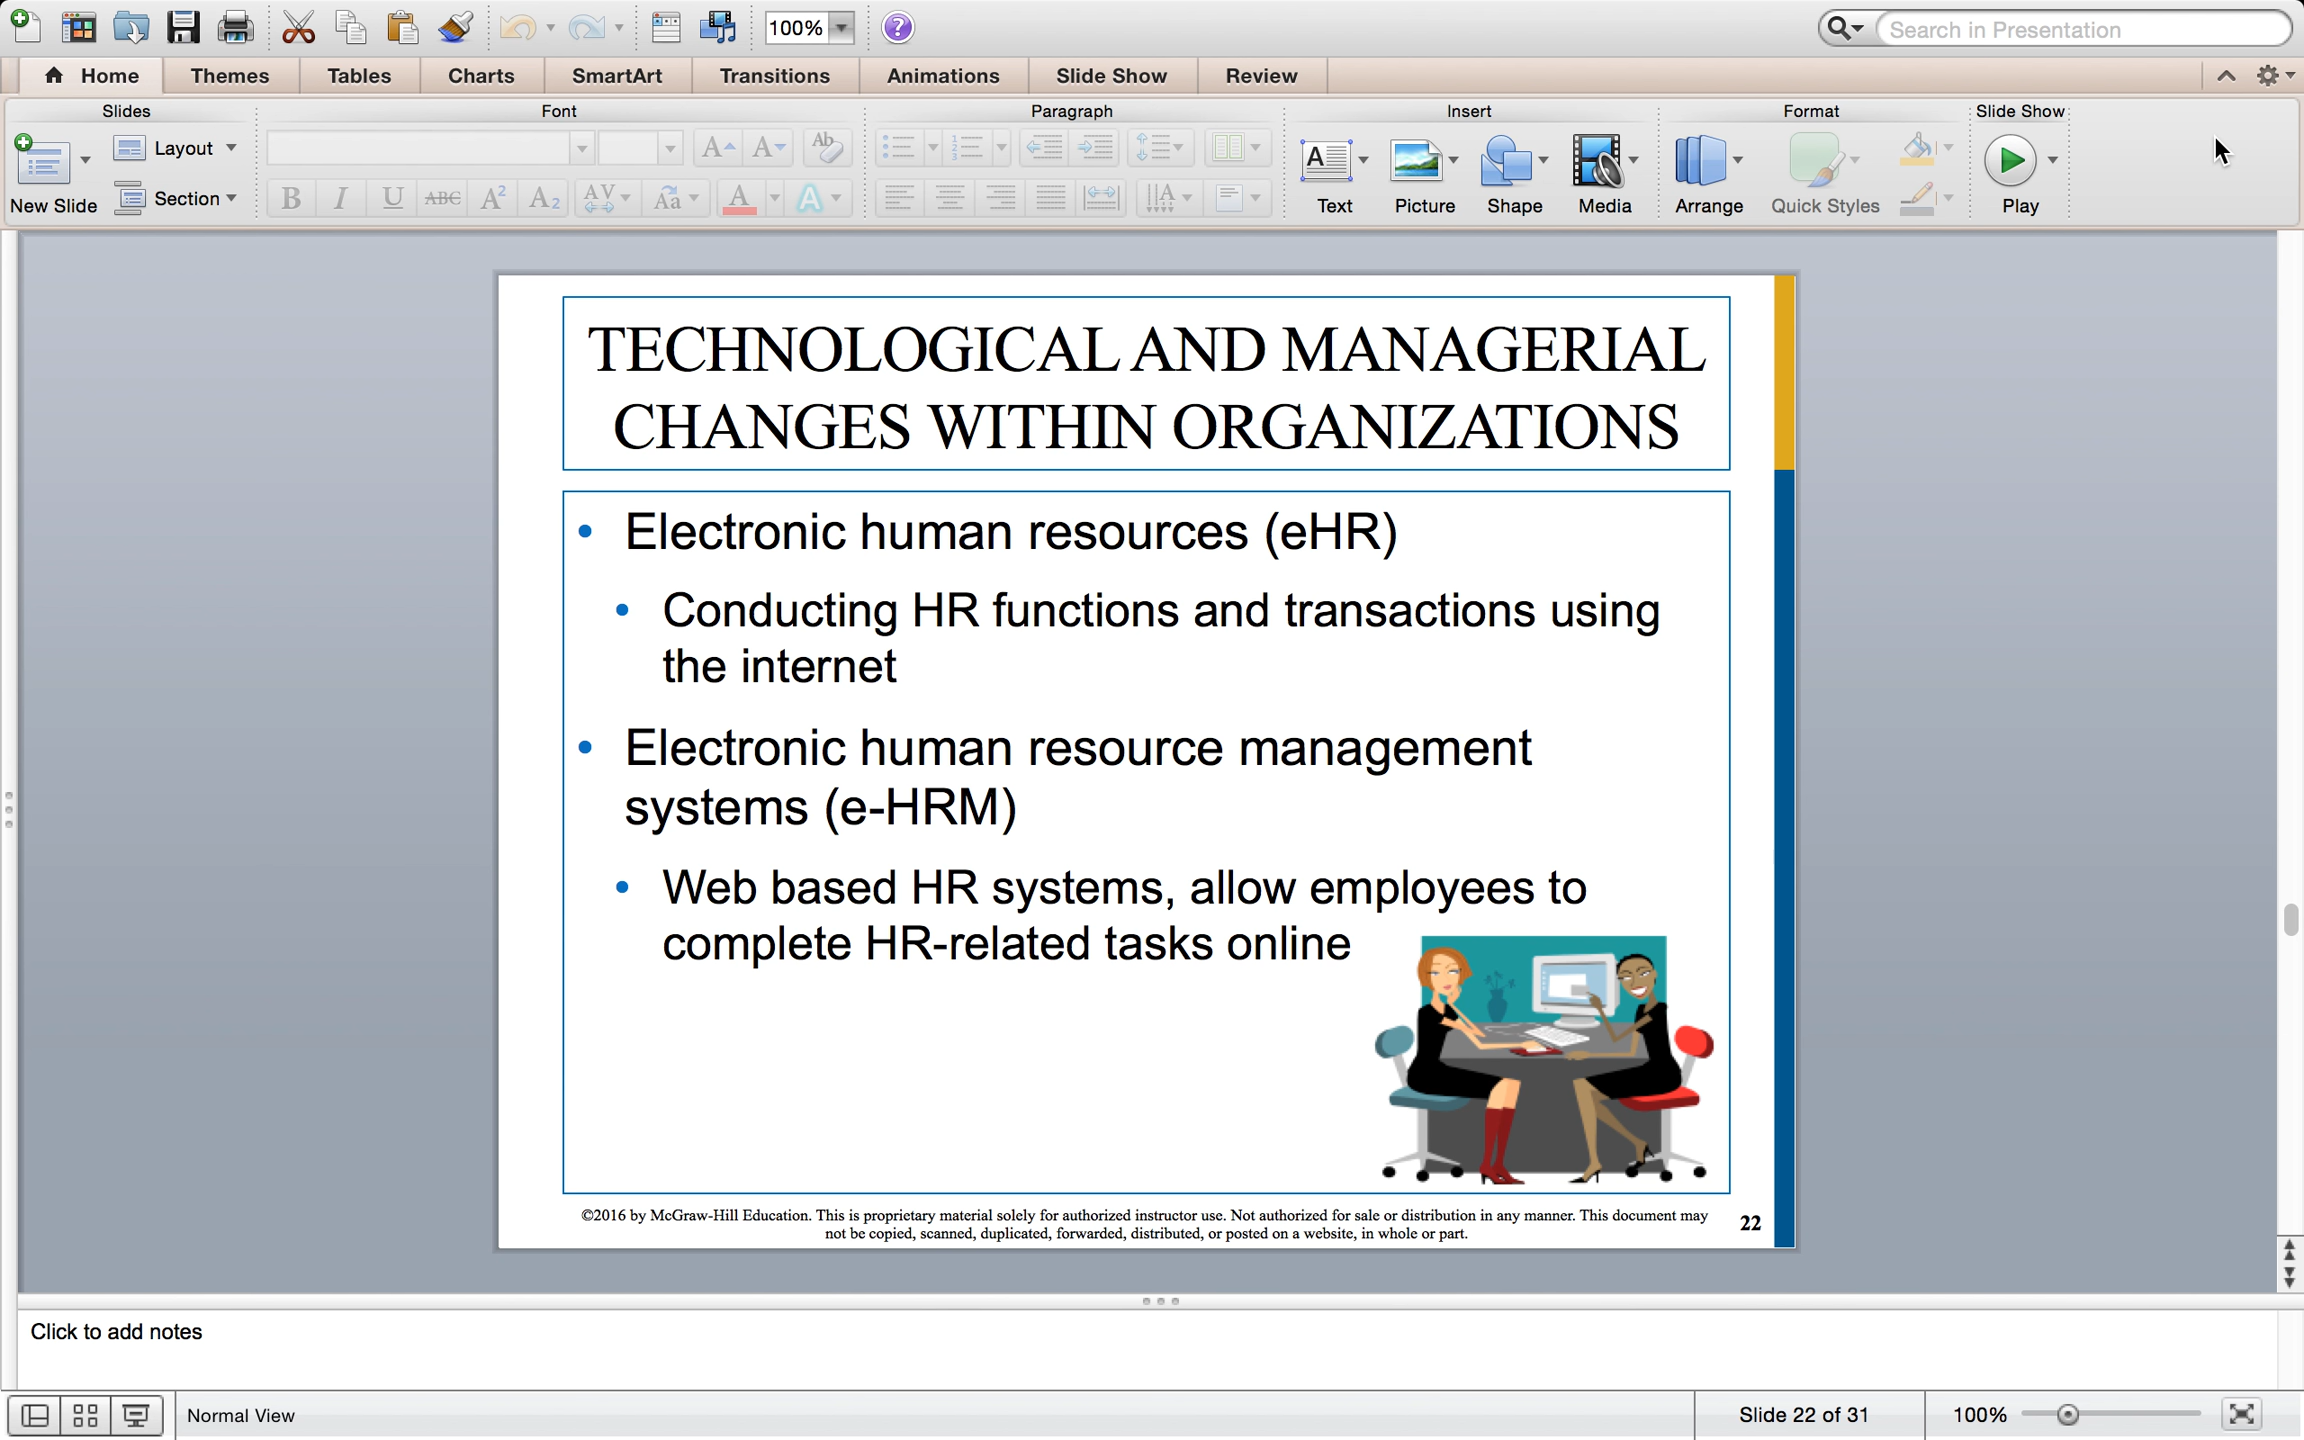 100%
Search in Presentation
Home Themes Tables Charts SmartArt Transitions Animations Slide Show Review
Slides Font Paragraph Insert Format Slide Show
Layout
Section
New Slide
Text Picture Shape Media Arrange Quick Styles Play
TECHNOLOGICAL AND MANAGERIAL
CHANGES WITHIN ORGANIZATIONS
• Electronic human resources (eHR)
• Conducting HR functions and transactions using
the internet
• Electronic human resource management
systems (e-HRM)
• Web based HR systems, allow employees to
complete HR-related tasks online
©2016 by McGraw-Hill Education. This is proprietary material solely for authorized instructor use. Not authorized for sale or distribution in any manner. This document may
not be copied, scanned, duplicated, forwarded, distributed, or posted on a website, in whole or part.
22
Click to add notes
Normal View
Slide 22 of 31
100%